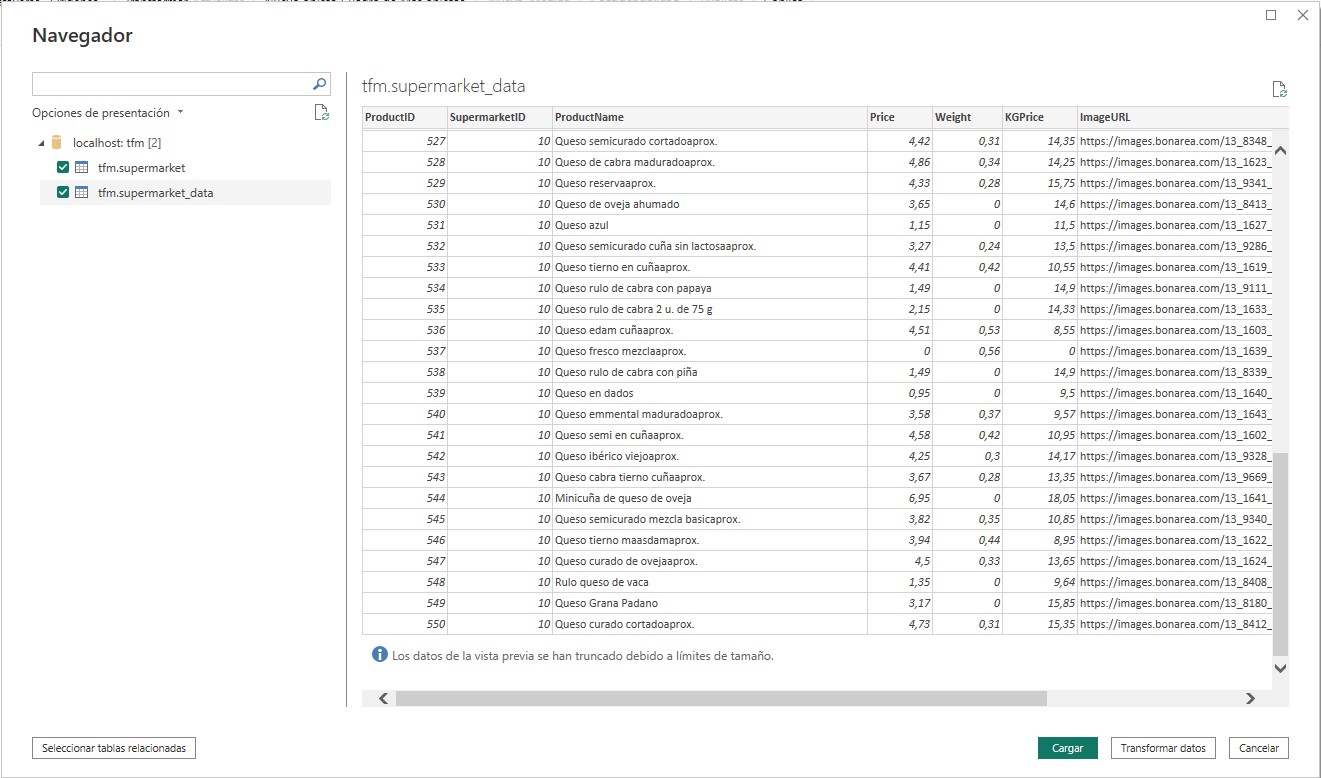 Navegador
Opciones de presentación
localhost: tfm [2]
tfm.supermarket
tfm.supermarket_data
tfm.supermarket_data
ProductID SupermarketID ProductName Price Weight KGPrice ImageURL
527 10 Queso semicurado cortadoaprox. 4,42 0,31 14,35 https://images.bonarea.com/13_8348_
528 10 Queso de cabra maduradoaprox. 4,86 0,34 14,25 https://images.bonarea.com/13_1623_
529 10 Queso reservaaprox. 4,33 0,28 15,75 https://images.bonarea.com/13_9341_
530 10 Queso de oveja ahumado 3,65 0 14,6 https://images.bonarea.com/13_8413_
531 10 Queso azul 1,15 0 11,5 https://images.bonarea.com/13_1627_
532 10 Queso semicurado cuña sin lactosaaprox. 3,27 0,24 13,5 https://images.bonarea.com/13_9286_
533 10 Queso tierno en cuñaaprox. 4,41 0,42 10,55 https://images.bonarea.com/13_1619_
534 10 Queso rulo de cabra con papaya 1,49 0 14,9 https://images.bonarea.com/13_9111_
535 10 Queso rulo de cabra 2 u. de 75 g 2,15 0 14,33 https://images.bonarea.com/13_1633_
536 10 Queso edam cuñaaprox. 4,51 0,53 8,55 https://images.bonarea.com/13_1603_
537 10 Queso fresco mezclaaprox. 0 0,56 0 https://images.bonarea.com/13_1639_
538 10 Queso rulo de cabra con piña 1,49 0 14,9 https://images.bonarea.com/13_8339_
539 10 Queso en dados 0,95 0 9,5 https://images.bonarea.com/13_1640_
540 10 Queso emmental maduradoaprox. 3,58 0,37 9,57 https://images.bonarea.com/13_1643_
541 10 Queso semi en cuñaaprox. 4,58 0,42 10,95 https://images.bonarea.com/13_1602_
542 10 Queso ibérico viejoaprox. 4,25 0,3 14,17 https://images.bonarea.com/13_9328_
543 10 Queso cabra tierno cuñaaprox. 3,67 0,28 13,35 https://images.bonarea.com/13_9669_
544 10 Minicuña de queso de oveja 6,95 0 18,05 https://images.bonarea.com/13_1641_
545 10 Queso semicurado mezcla basicaprox. 3,82 0,35 10,85 https://images.bonarea.com/13_9340_
546 10 Queso tierno maasdamaprox. 3,94 0,44 8,95 https://images.bonarea.com/13_1622_
547 10 Queso curado de ovejaaprox. 4,5 0,33 13,65 https://images.bonarea.com/13_1624_
548 10 Rulo queso de vaca 1,35 0 9,64 https://images.bonarea.com/13_8408_
549 10 Queso Grana Padano 3,17 0 15,85 https://images.bonarea.com/13_8180_
550 10 Queso curado cortadoaprox. 4,73 0,31 15,35 https://images.bonarea.com/13_8412_
Los datos de la vista previa se han truncado debido a límites de tamaño.
Seleccionar tablas relacionadas
Cargar
Transformar datos
Cancelar